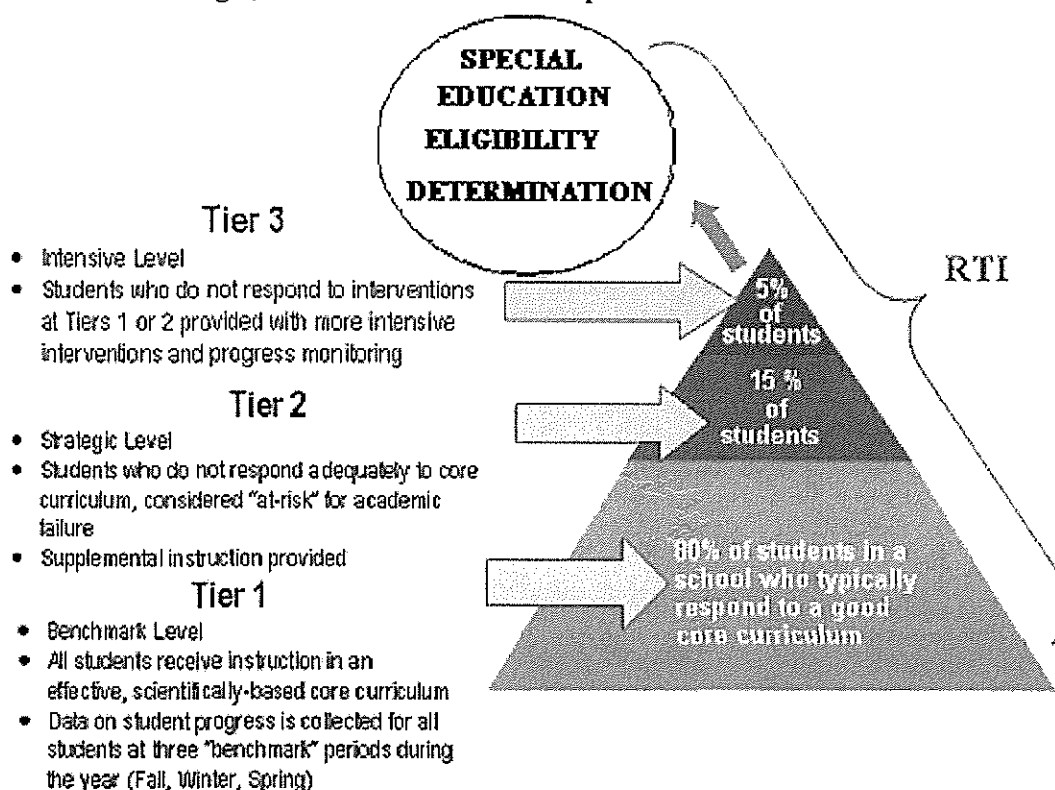 SPECIAL
EDUCATION
ELIGIBILITY
DETERMINATION
RTI
Tier 3
• Intensive Level
• Students who do not respond to interventions
at Tiers 1 or 2 provided with more intensive
interventions and progress monitoring
5%
of
students
Tier 2
• Strategic Level
• Students who do not respond adequately to core
curriculum, considered "at-risk" for academic
failure
• Supplemental instruction provided
15 %
of
students
Tier 1
• Benchmark Level
• All students receive instruction in an
effective, scientifically-based core curriculum
• Data on student progress is collected for all
students at three "benchmark" periods during
the year (Fall, Winter, Spring)
80% of students in a
school who typically
respond to a good
core curriculum